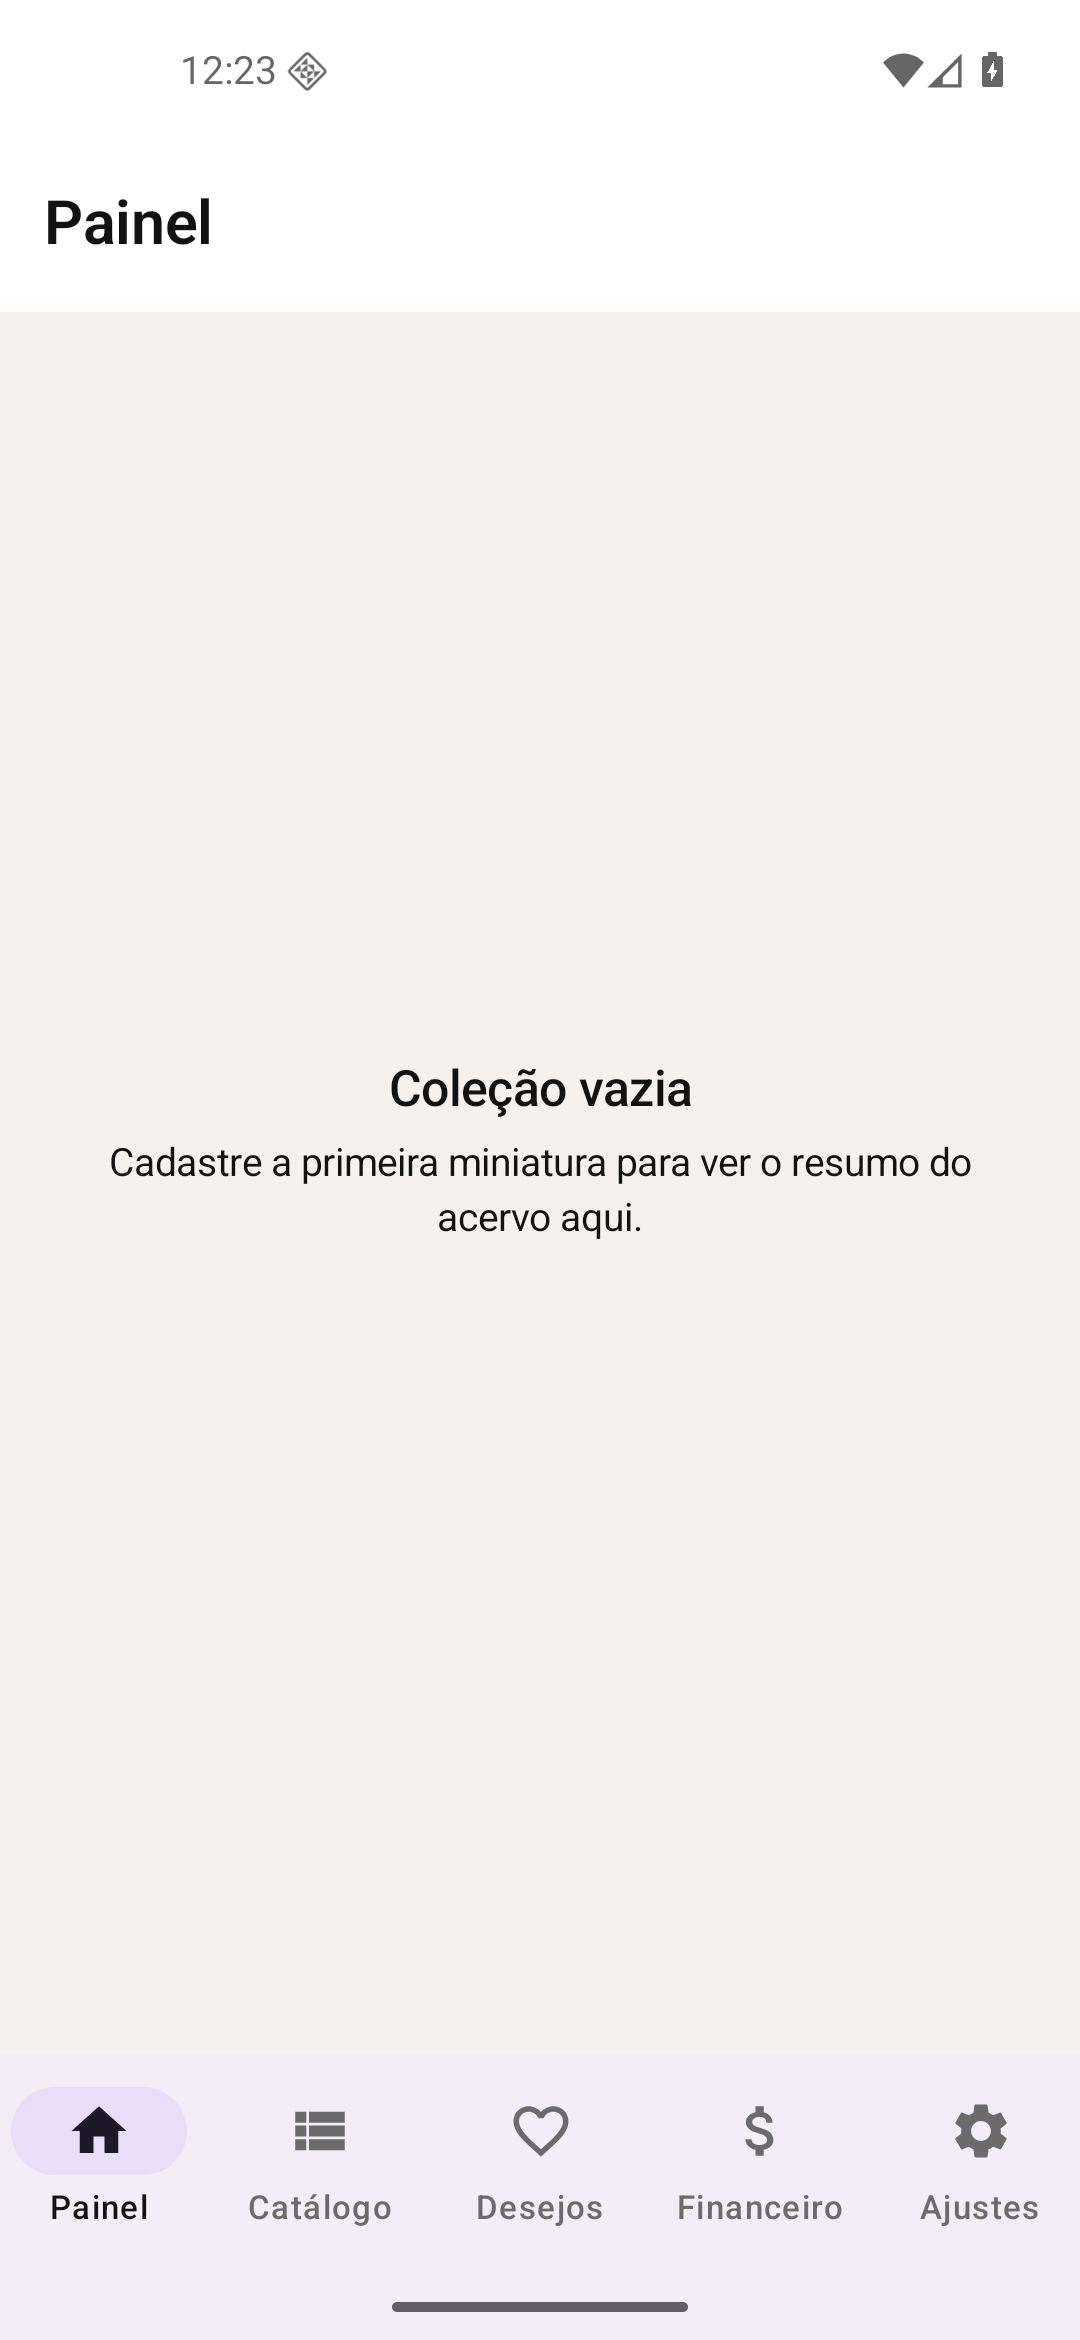 12:23
Painel
Coleção vazia
Cadastre a primeira miniatura para ver o resumo do
acervo aqui.
Painel
Catálogo
Desejos
Financeiro
Ajustes